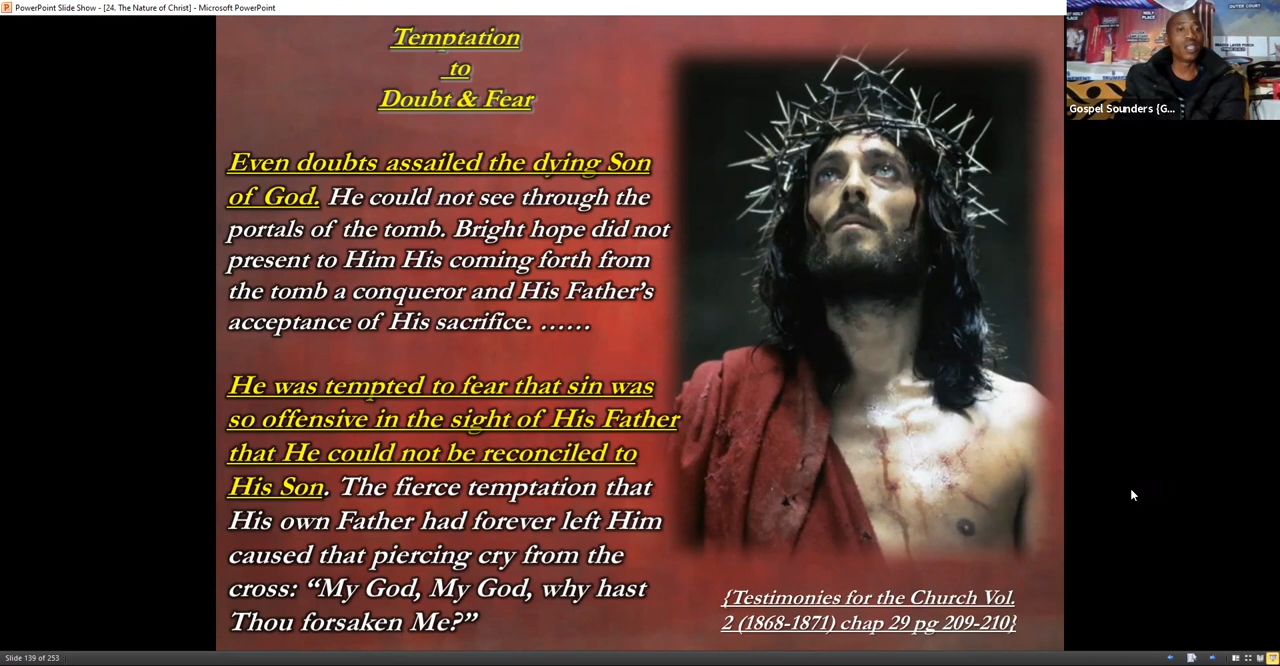 PowerPoint Slide Show - [24. The Nature of Christ] - Microsoft PowerPoint
Temptation
to
Doubt & Fear
Even doubts assailed the dying Son
of God. He could not see through the
portals of the tomb. Bright hope did not
present to Him His coming forth from
the tomb a conqueror and His Father's
acceptance of His sacrifice. ……
He was tempted to fear that sin was
so offensive in the sight of His Father
that He could not be reconciled to
His Son. The fierce temptation that
His own Father had forever left Him
caused that piercing cry from the
cross: “My God, My God, why hast
Thou forsaken Me?”
{Testimonies for the Church Vol.
2 (1868-1871) chap 29 pg 209-210}
HOLY
PLACE
OUTER COURT
Gospel Sounders {G...
Slide 139 of 253